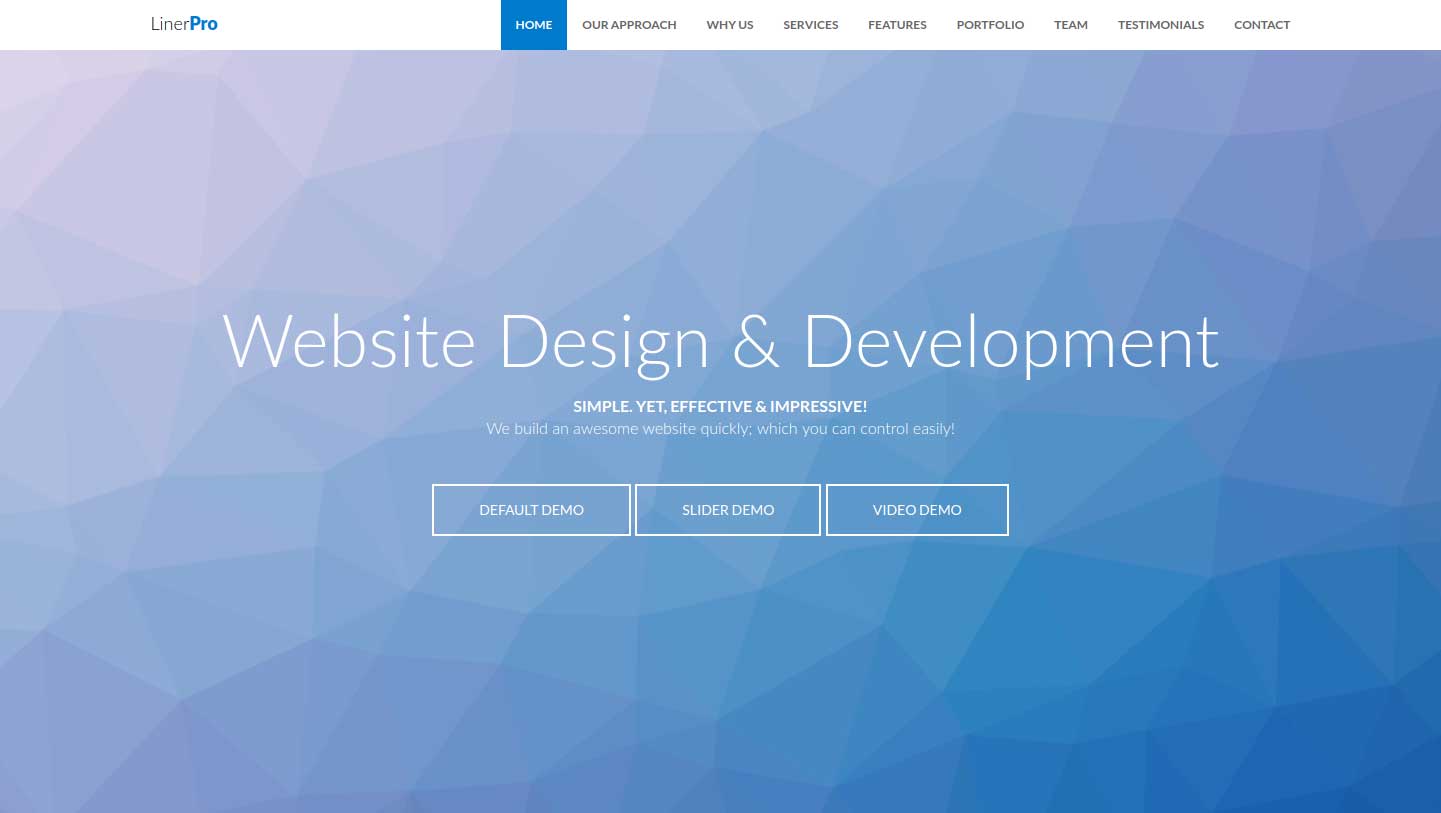 LinerPro
HOME OUR APPROACH WHY US SERVICES FEATURES PORTFOLIO TEAM TESTIMONIALS CONTACT
Website Design & Development
SIMPLE. YET, EFFECTIVE & IMPRESSIVE!
We build an awesome website quickly; which you can control easily!
DEFAULT DEMO SLIDER DEMO VIDEO DEMO